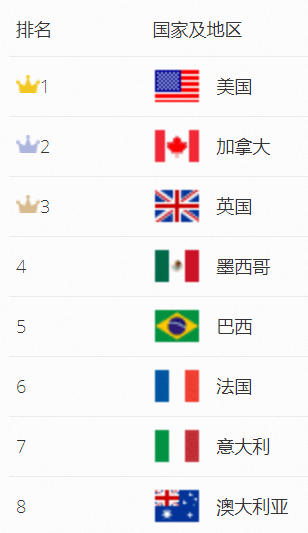 排名 国家及地区
1 美国
2 加拿大
3 英国
4 墨西哥
5 巴西
6 法国
7 意大利
8 澳大利亚